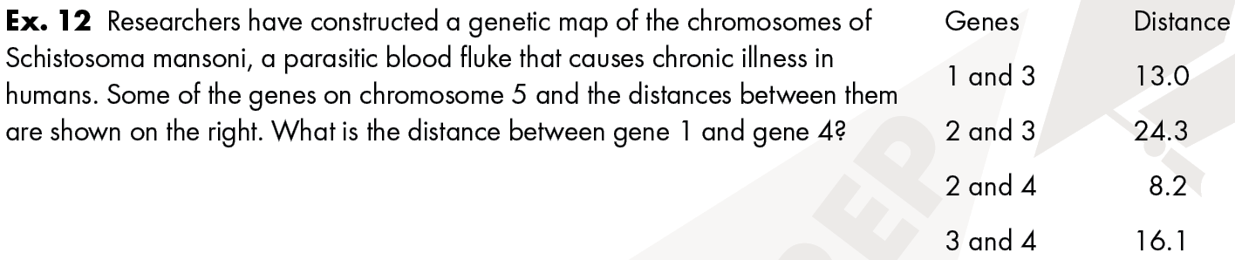 Ex. 12 Researchers have constructed a genetic map of the chromosomes of
Schistosoma mansoni, a parasitic blood fluke that causes chronic illness in
humans. Some of the genes on chromosome 5 and the distances between them
are shown on the right. What is the distance between gene 1 and gene 4?
Genes Distance
1 and 3 13.0
2 and 3 24.3
2 and 4 8.2
3 and 4 16.1
REP